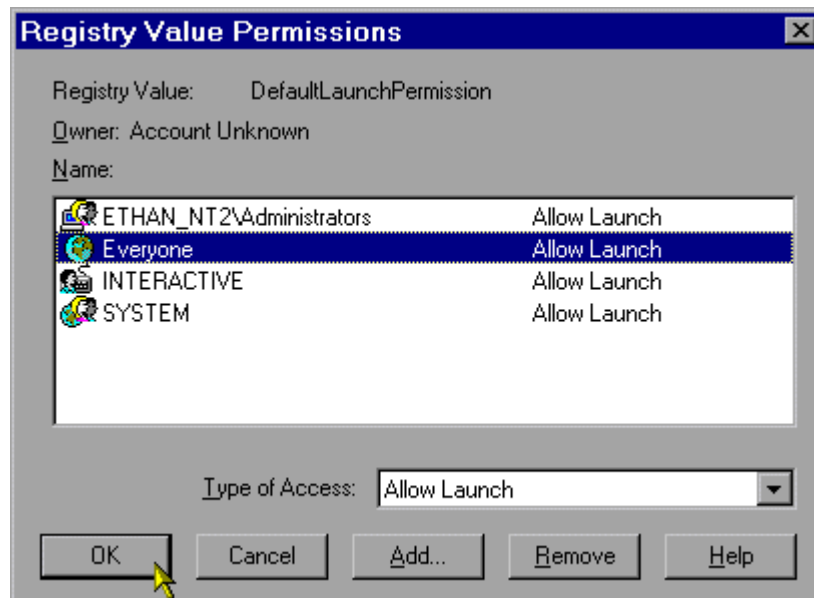 Registry Value Permissions
Registry Value: DefaultLaunchPermission
Owner: Account Unknown
Name:
ETHAN_NT2\Administrators Allow Launch
Everyone Allow Launch
INTERACTIVE Allow Launch
SYSTEM Allow Launch
Type of Access: Allow Launch
OK Cancel Add... Remove Help